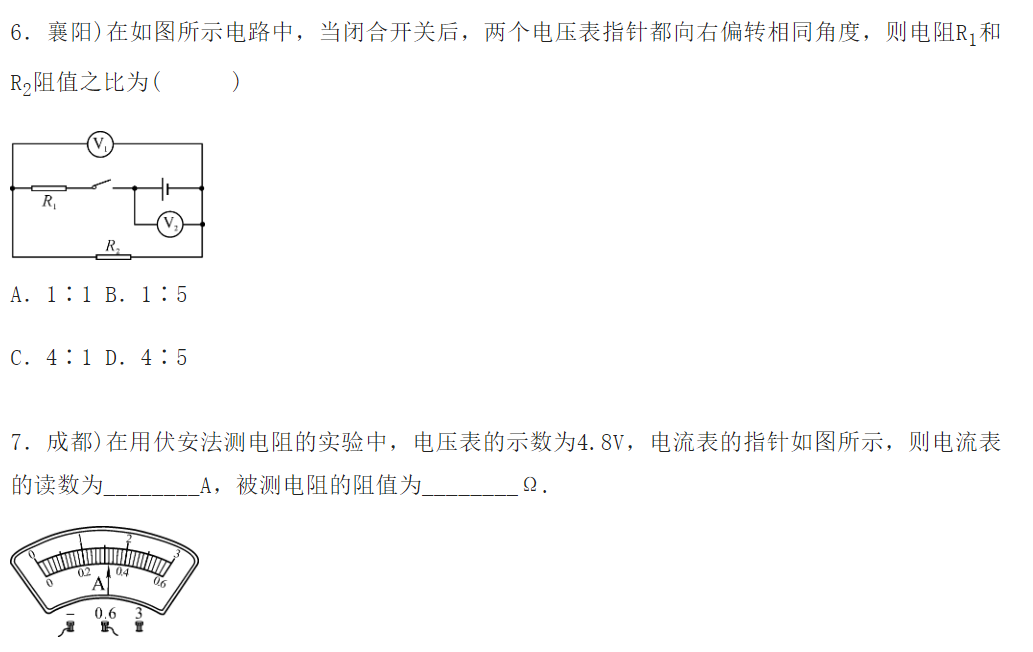 6. 襄阳)在如图所示电路中，当闭合开关后，两个电压表指针都向右偏转相同角度，则电阻R1和
R2阻值之比为(      )
V1
R1
V2
R2
A. 1∶1 B. 1∶5
C. 4∶1 D. 4∶5
7. 成都)在用伏安法测电阻的实验中，电压表的示数为4.8V，电流表的指针如图所示，则电流表
的读数为________A，被测电阻的阻值为________Ω.
0 1 2 3
0 0.2 0.4 0.6
A
− 0.6 3